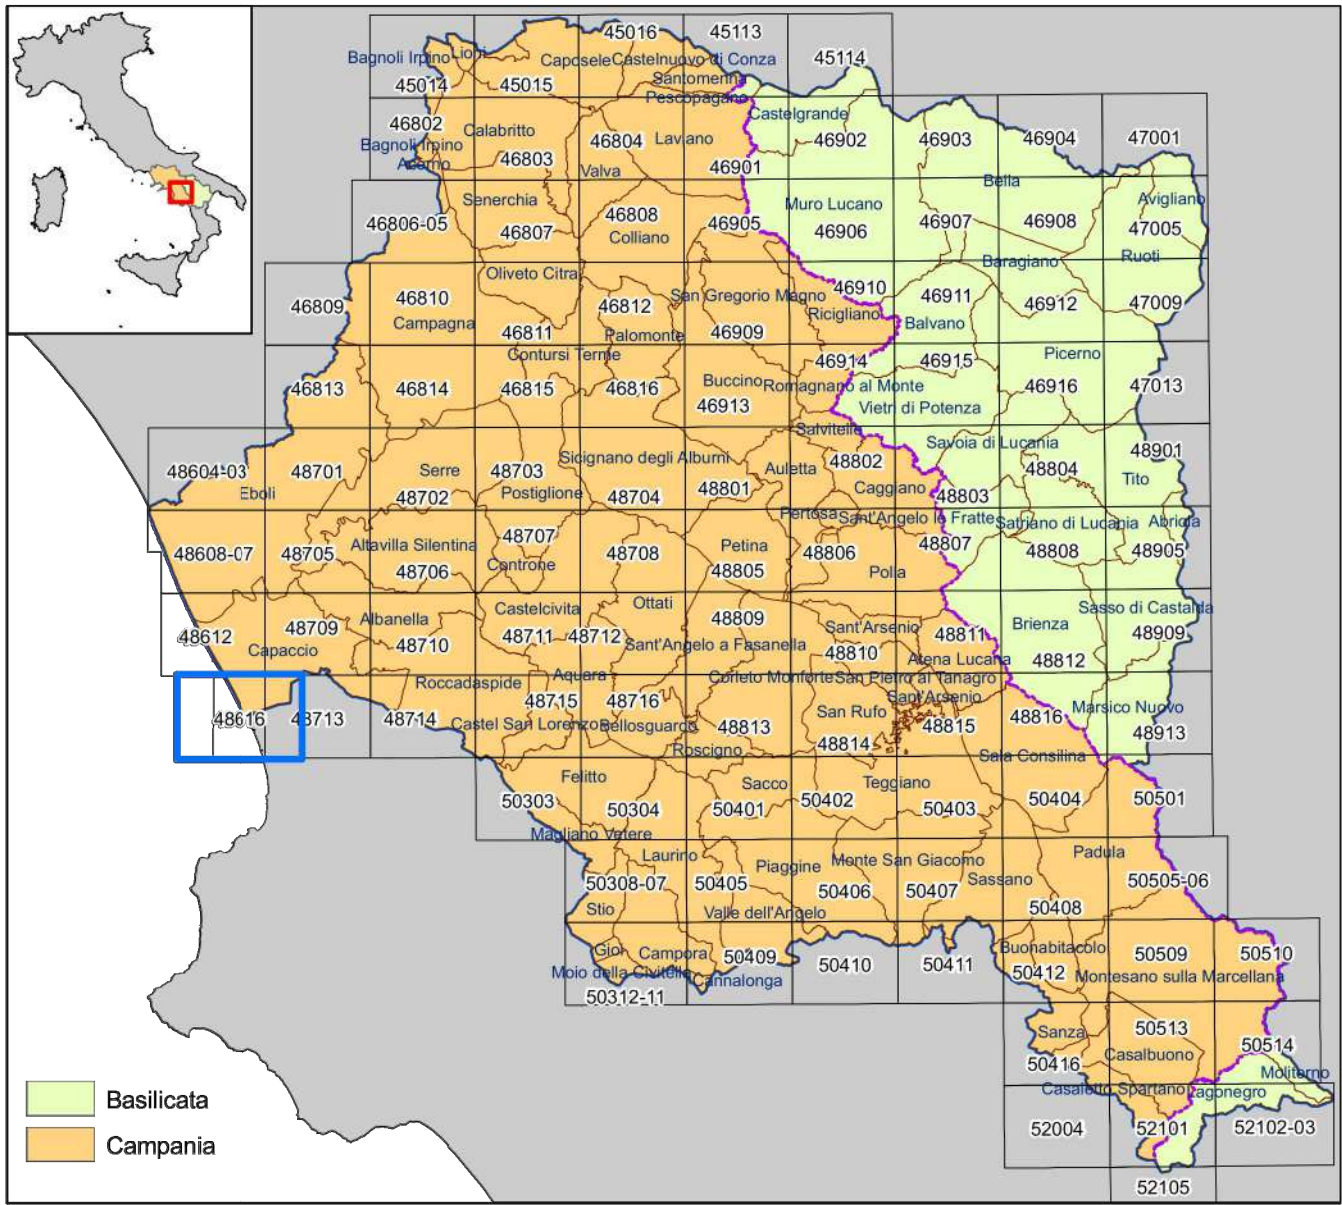 45016
45113
Bagnoli Irpino
Lioni
Caposele
Castelnuovo di Conza
45114
45014
45015
Santomenna
Pescopagano
46802
Calabritto
46804
Laviano
Castelgrande
46902
46903
46904
47001
Bagnoli Irpino
Acerno
46803
Valva
46901
Bella
Senerchia
Muro Lucano
Avigliano
46806-05
46807
46808
Colliano
46905
46906
46907
46908
47005
Oliveto Citra
Baragiano
Ruoti
46809
46810
46812
San Gregorio Magno
46910
46911
46912
47009
Campagna
46811
Palomonte
46909
Ricigliano
Balvano
Contursi Terme
46914
46915
Picerno
46813
46814
46815
46816
Buccino
Romagnano al Monte
46916
47013
46913
Vietri di Potenza
Salvitelle
Savoia di Lucania
48604-03
48701
Serre
48703
Sicignano degli Alburni
Auletta
48802
48804
48901
Eboli
48702
Postiglione
48704
48801
Caggiano
48803
Tito
Pertosa
Sant'Angelo le Fratte
Satriano di Lucania
Abriola
48608-07
48705
Altavilla Silentina
48707
48708
Petina
48806
48807
48808
48905
48706
Controne
48805
Polla
Castelcivita
Ottati
Sasso di Castalda
48612
48709
Albanella
48809
Sant'Arsenio
Brienza
Capaccio
48710
48711
48712
Sant'Angelo a Fasanella
48810
48811
48909
Atena Lucana
48812
Roccadaspide
Aquara
Corleto Monforte
San Pietro al Tanagro
Sant'Arsenio
48616
48713
48714
48715
48716
San Rufo
48816
Marsico Nuovo
Castel San Lorenzo
Bellosguardo
48813
48814
48815
48913
Roscigno
Sala Consilina
Felitto
Sacco
Teggiano
50303
50304
50401
50402
50403
50404
50501
Magliano Vetere
Laurino
Piaggine
Monte San Giacomo
Padula
50308-07
50405
50406
50407
Sassano
50505-06
Stio
Valle dell'Angelo
50408
Gioi
Campora
50409
50410
50411
Buonabitacolo
50509
50510
Moio della Civitella
Cannalonga
50412
Montesano sulla Marcellana
50312-11
Sanza
50513
50514
50416
Casalbuono
Moliterno
Casaletto Spartano
Lagonegro
Basilicata
52004
52101
52102-03
Campania
52105